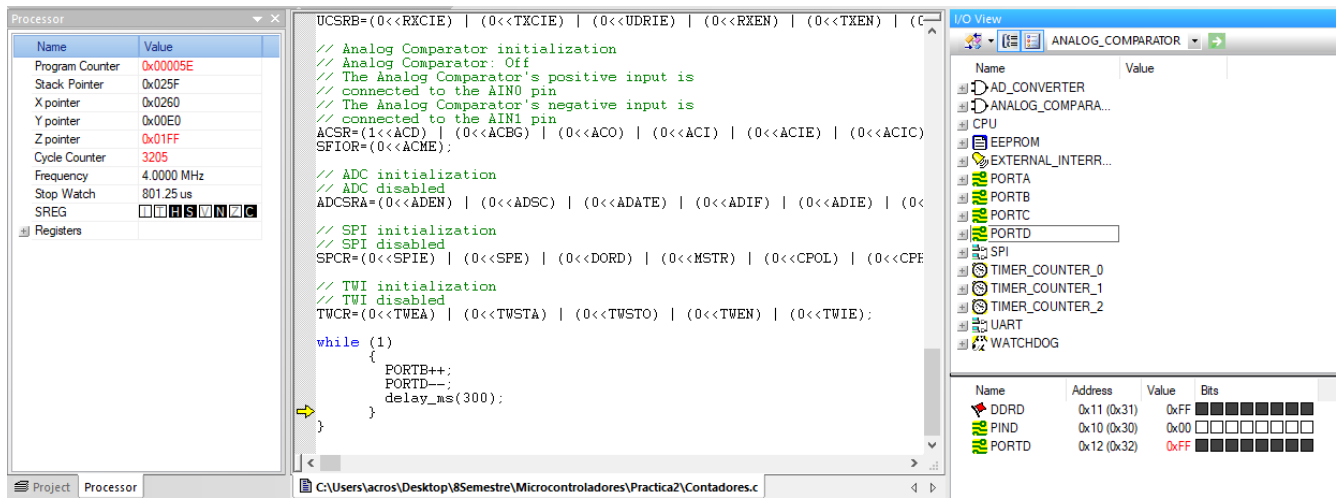 Processor
Name Value
Program Counter 0x00005E
Stack Pointer 0x025F
X pointer 0x0260
Y pointer 0x00E0
Z pointer 0x01FF
Cycle Counter 3205
Frequency 4.0000 MHz
Stop Watch 801.25 us
SREG I T H S V N Z C
Registers
Project Processor
UCSRB=(0<<RXCIE) | (0<<TXCIE) | (0<<UDRIE) | (0<<RXEN) | (0<<TXEN) | (0
// Analog Comparator initialization
// Analog Comparator: Off
// The Analog Comparator's positive input is
// connected to the AIN0 pin
// The Analog Comparator's negative input is
// connected to the AIN1 pin
ACSR=(1<<ACD) | (0<<ACBG) | (0<<ACO) | (0<<ACI) | (0<<ACIE) | (0<<ACIC)
SFIOR=(0<<ACME);
// ADC initialization
// ADC disabled
ADCSRA=(0<<ADEN) | (0<<ADSC) | (0<<ADATE) | (0<<ADIF) | (0<<ADIE) | (0<
// SPI initialization
// SPI disabled
SPCR=(0<<SPIE) | (0<<SPE) | (0<<DORD) | (0<<MSTR) | (0<<CPOL) | (0<<CPH
// TWI initialization
// TWI disabled
TWCR=(0<<TWEA) | (0<<TWSTA) | (0<<TWSTO) | (0<<TWEN) | (0<<TWIE);
while (1)
{
PORTB++;
PORTD--;
delay_ms(300);
}
}
C:\Users\acros\Desktop\8Semestre\Microcontroladores\Practica2\Contadores.c
I/O View
ANALOG_COMPARATOR
Name Value
AD_CONVERTER
ANALOG_COMPARA...
CPU
EEPROM
EXTERNAL_INTERR...
PORTA
PORTB
PORTC
PORTD
SPI
TIMER_COUNTER_0
TIMER_COUNTER_1
TIMER_COUNTER_2
UART
WATCHDOG
Name Address Value Bits
DDRD 0x11 (0x31) 0xFF
PIND 0x10 (0x30) 0x00
PORTD 0x12 (0x32) 0xFF